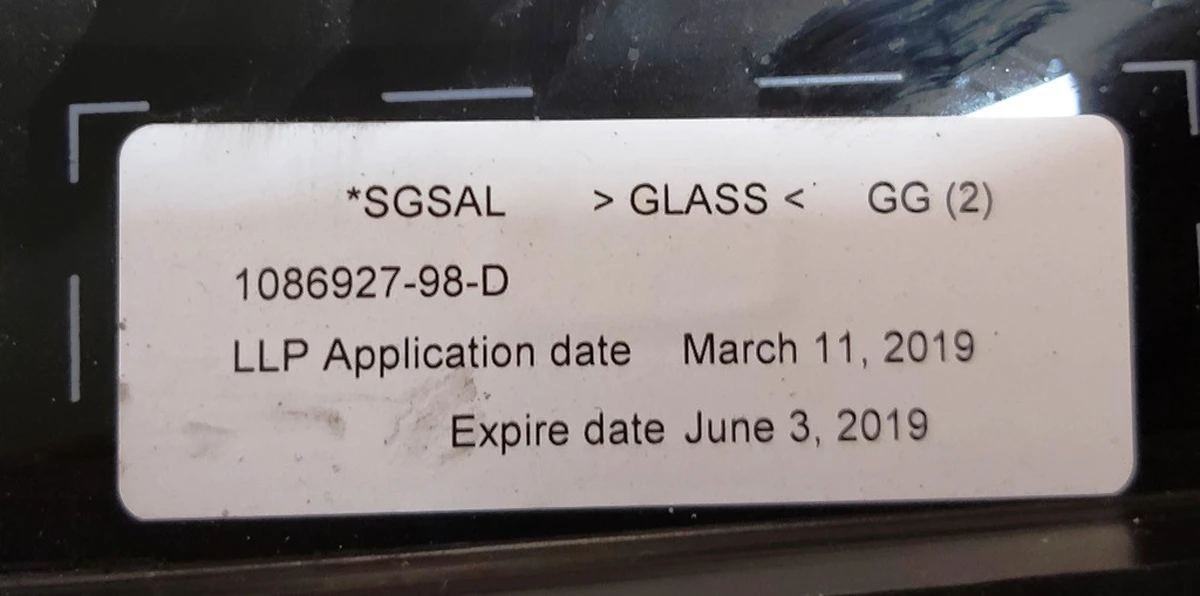 *SGSAL > GLASS < GG (2)
1086927-98-D
LLP Application date March 11, 2019
Expire date June 3, 2019